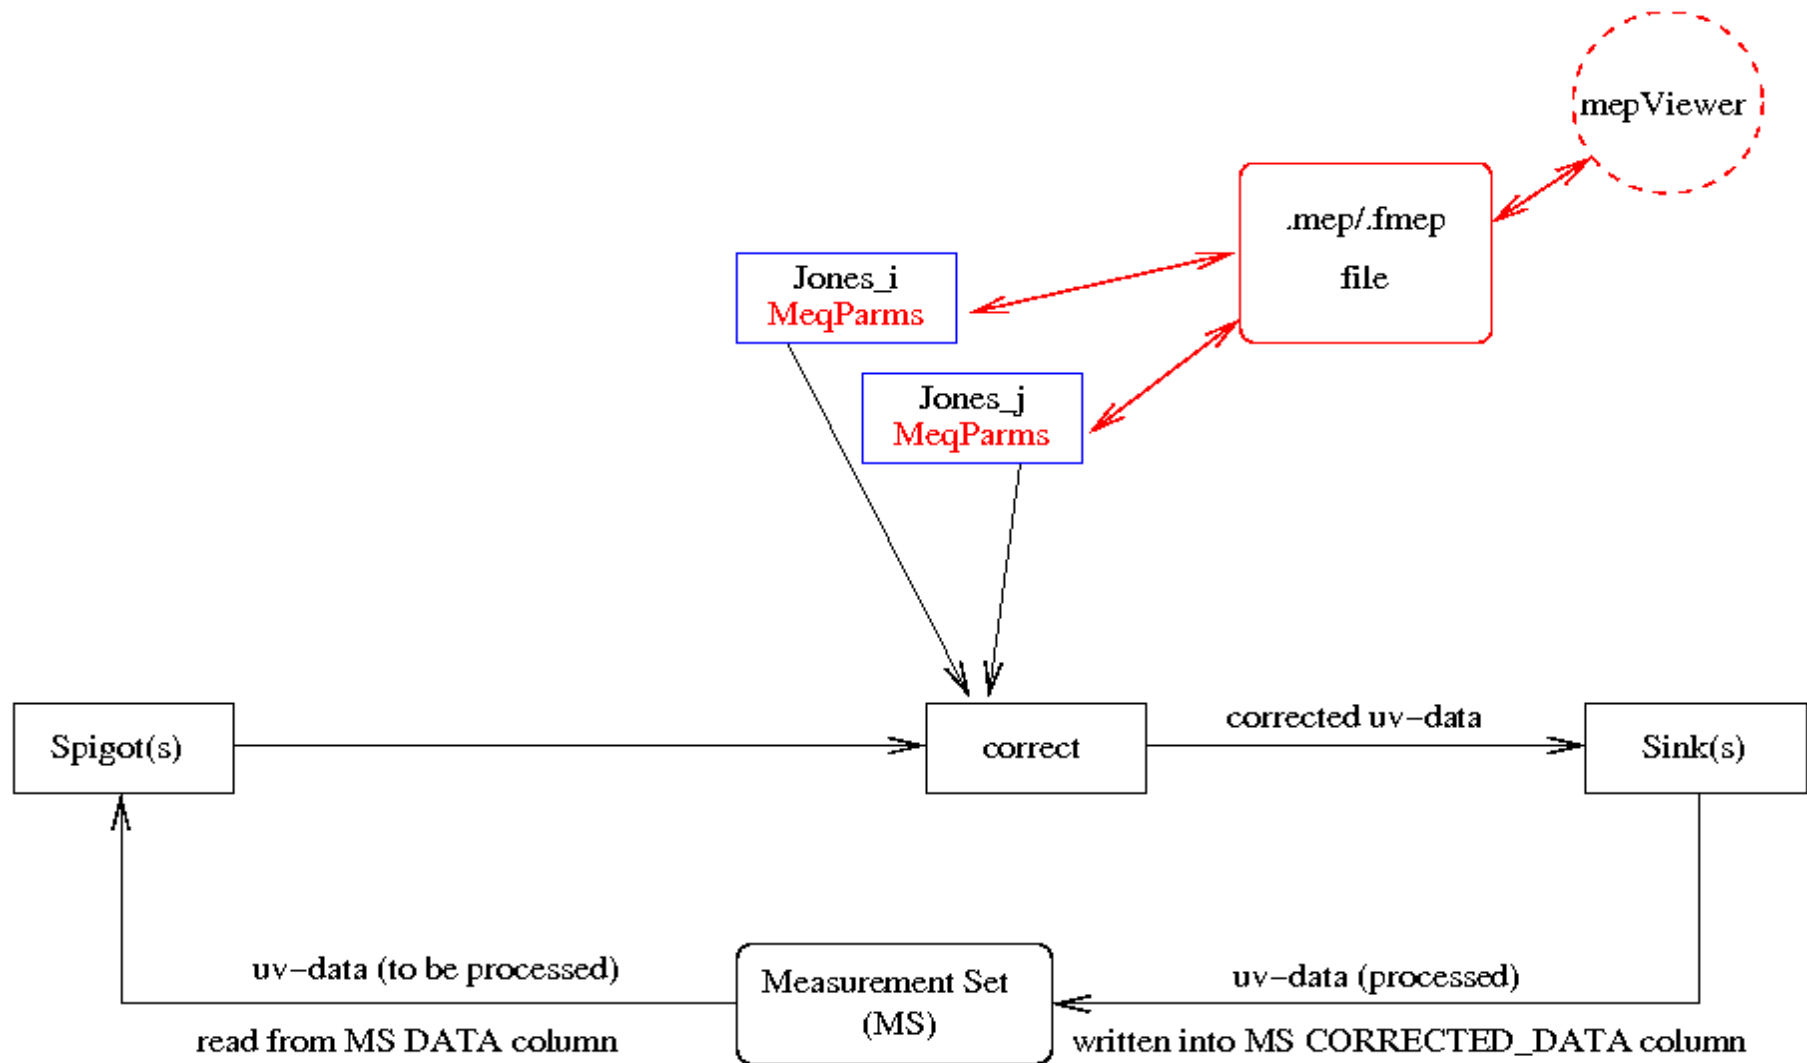 mepViewer
.mep/.fmep
file
Jones_i
MeqParms
Jones_j
MeqParms
Spigot(s)
correct
corrected uv−data
Sink(s)
uv−data (to be processed)
read from MS DATA column
Measurement Set
(MS)
uv−data (processed)
written into MS CORRECTED_DATA column